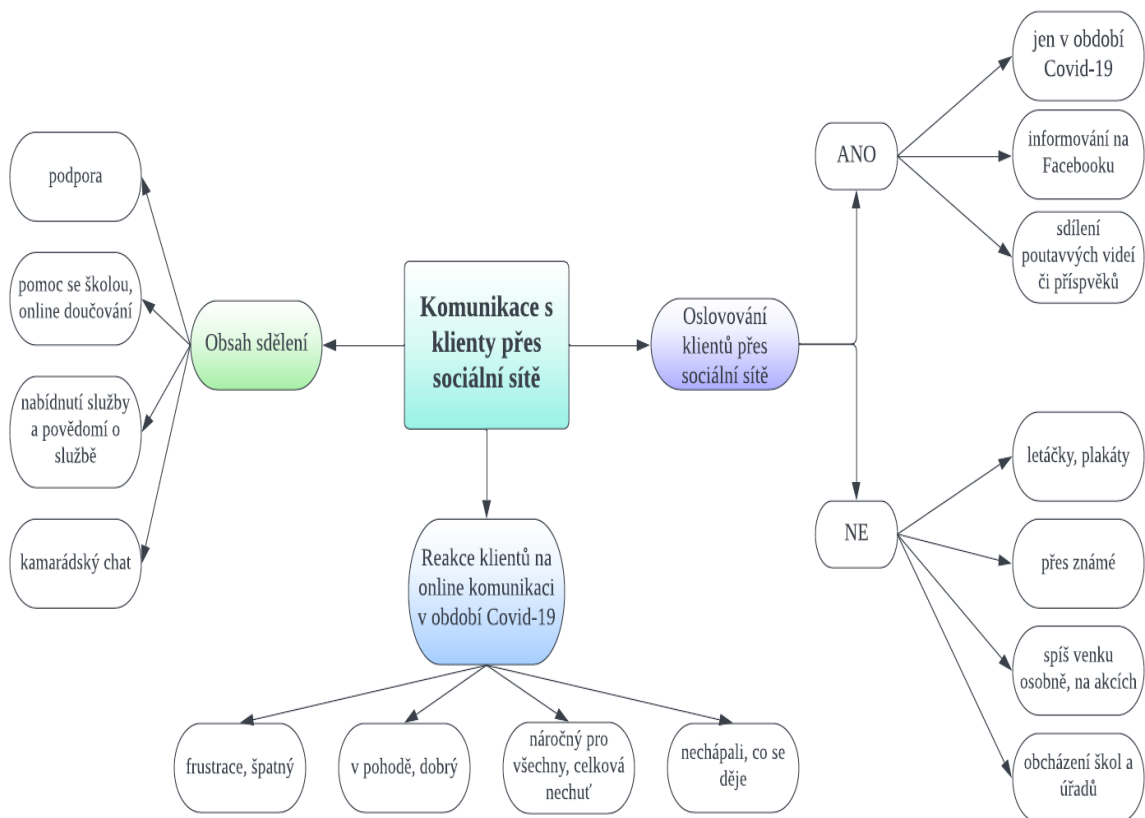 Komunikace s
klienty přes
sociální sítě
Obsah sdělení
podpora
pomoc se školou,
online doučování
nabídnutí služby
a povědomí o
službě
kamarádský chat
Reakce klientů na
online komunikaci
v období Covid-19
frustrace, špatný
v pohodě, dobrý
náročný pro
všechny, celková
nechuť
nechápali, co se
děje
Oslovování
klientů přes
sociální sítě
ANO
jen v období
Covid-19
informování na
Facebooku
sdílení
poutavvých videí
či příspěků
NE
letáčky, plakáty
přes známé
spíš venku
osobně, na akcích
obcházení škol a
úřadů